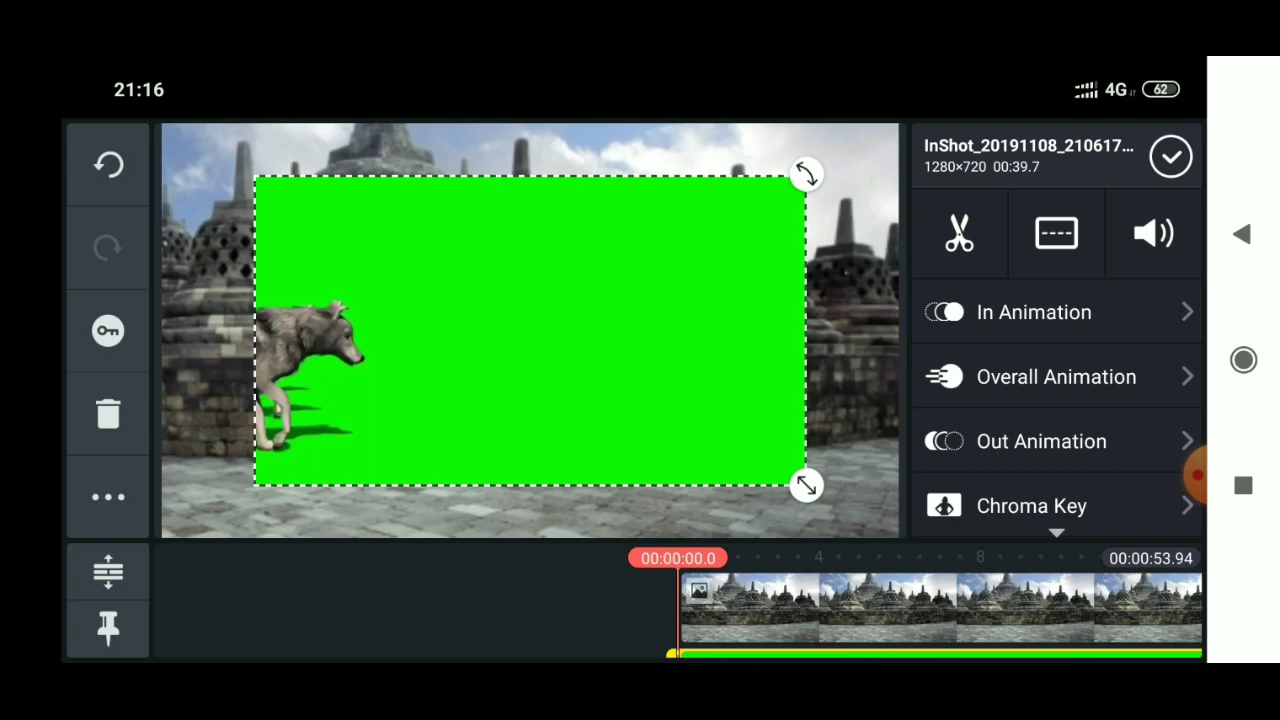 21:16
4G
62
InShot_20191108_210617...
1280×720 00:39.7
In Animation
Overall Animation
Out Animation
Chroma Key
00:00:00.0
4
8
00:00:53.94